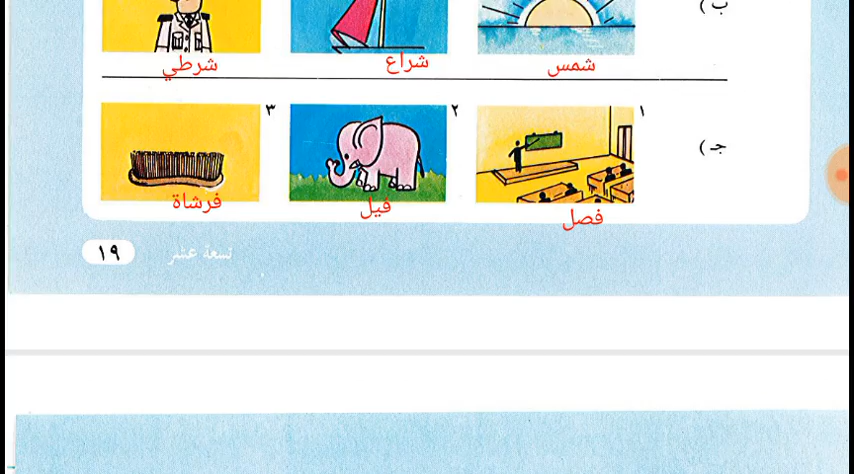 ب )
شمس شراع شرطي
جـ ) ١ ٢ ٣
فصل فيل فرشاة
تسعة عشر ١٩